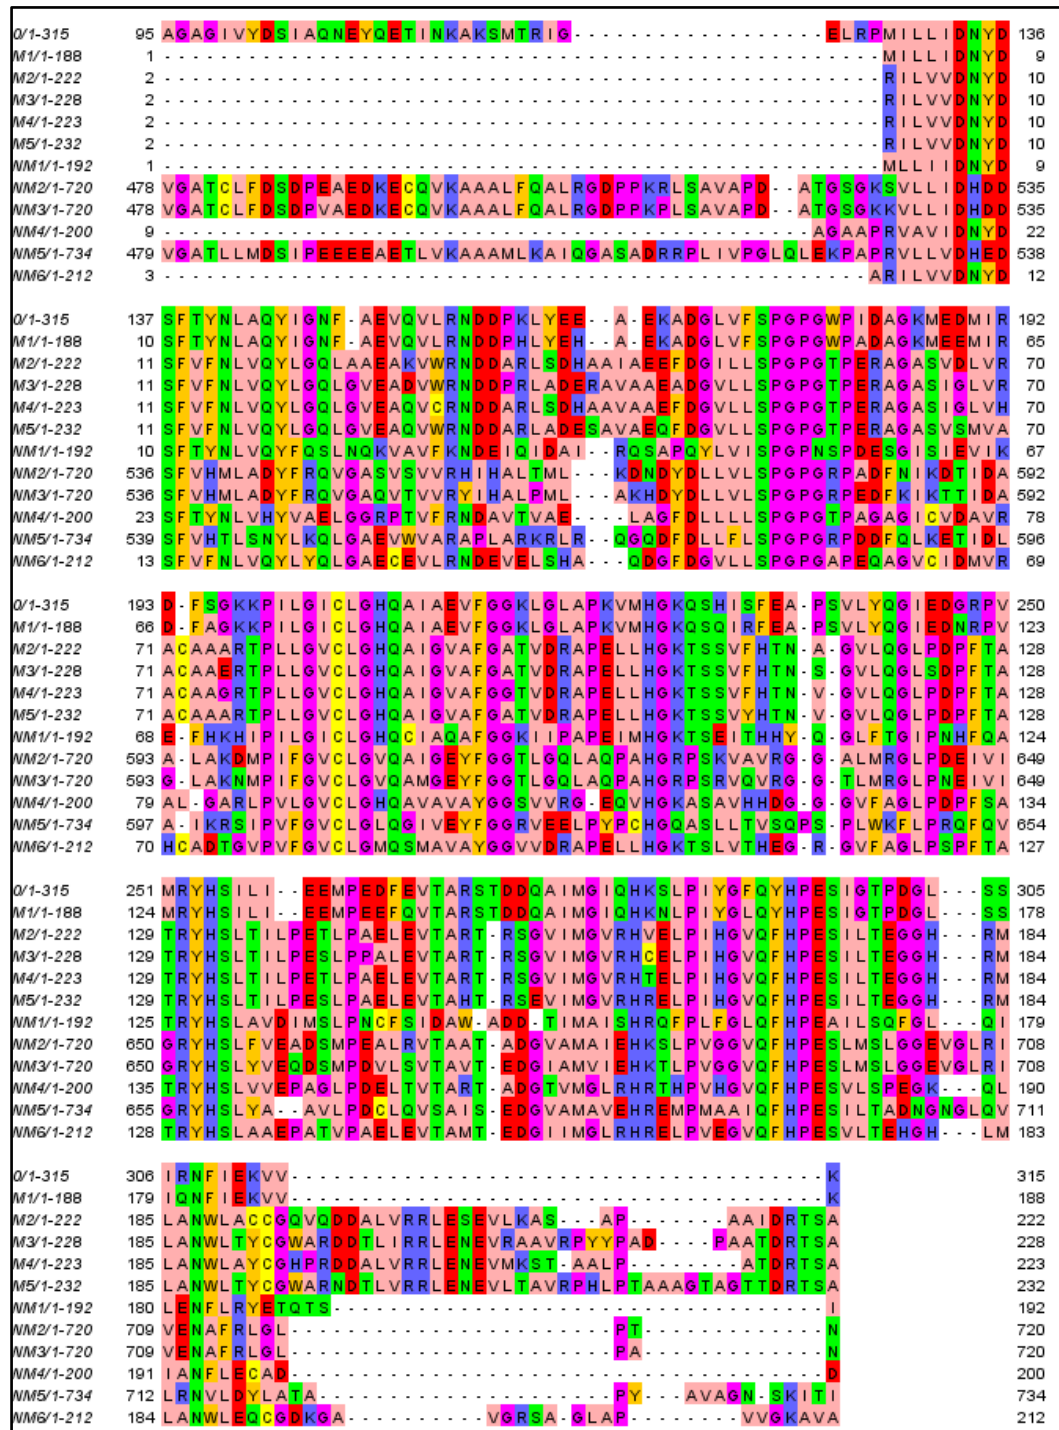 0/1-315 95 AGAGIVYDSIAQNEYQETINKAKSMTRIG-------------------ELRPMILLIDNYD 136
M1/1-188 1 ----------------------------------------------------MILLIDNYD 9
M2/1-222 2 ----------------------------------------------------RILVVDNYD 10
M3/1-228 2 ----------------------------------------------------RILVVDNYD 10
M4/1-223 2 ----------------------------------------------------RILVVDNYD 10
M5/1-232 2 ----------------------------------------------------RILVVDNYD 10
NM1/1-192 1 ----------------------------------------------------MLLIIDNYD 9
NM2/1-720 478 VGATCLFDSDPEAEDKECQVKAAALFQALRGDPPKRLSAVAPD--ATGSGKSVLLIDHDD 535
NM3/1-720 478 VGATCLFDSDPVAEDKECQVKAAALFQALRGDPPKPLSAVAPD--ATGSGKKVLLIDHDD 535
NM4/1-200 9 -----------------------------------------------AGAAPRVAVIDNYD 22
NM5/1-734 479 VGATLLMDSIPEEEEAETLVKAAAMLKAIQGASADRRPLIVPGLQLEKPAPRVLLVDHED 538
NM6/1-212 3 ---------------------------------------------------ARILVVDNYD 12
0/1-315 137 SFTYNLAQYIGNF-AEVQVLRNDDPKLYEE--A-EKADGLVFSPGPGWPIDAGKMEDMIR 192
M1/1-188 10 SFTYNLAQYIGNF-AEVQVLRNDDPHLYEH--A-EKADGLVFSPGPGWPADAGKMEEMIR 65
M2/1-222 11 SFVFNLVQYLGQLAAEAKVWRNDDARLSDHAAIAEEFDGILLSPGPGTPERAGASVDLVR 70
M3/1-228 11 SFVFNLVQYLGQLGVEADVWRNDDPRLADERAVAAEADGVLLSPGPGTPERAGASIGLVR 70
M4/1-223 11 SFVFNLVQYLGQLGVEAQVCRNDDARLSDHAAVAAEFDGVLLSPGPGTPERAGASIGLVH 70
M5/1-232 11 SFVFNLVQYLGQLGVEAQVWRNDDARLADESAVAEQFDGVLLSPGPGTPERAGASVSMVA 70
NM1/1-192 10 SFTYNLVQYFQSLNQKVAVFKNDEIQIDAI--RQSAPQYLVISPGPNSPDESGISIEVIK 67
NM2/1-720 536 SFVHMLADYFRQVGASVSVVRHIHALTML---KDNDYDLLVLSPGPGRPADFNIKDTIDA 592
NM3/1-720 536 SFVHMLADYFRQVGAQVTVVRYIHALPML---AKHDYDLLVLSPGPGRPEDFKIKTTIDA 592
NM4/1-200 23 SFTYNLVHYVAELGGRPTVFRNDAVTVAE----LAGFDLLLLSPGPGTPAGAGICVDAVR 78
NM5/1-734 539 SFVHTLSNYLKQLGAEVWVARAPLARKRLR--QGQDFDLLFLSPGPGRPDDFQLKETIDL 596
NM6/1-212 13 SFVFNLVQYLYQLGAECEVLRNDEVELSHA---QDGFDGVLLSPGPGAPEQAGVCIDMVR 69
0/1-315 193 D-FSGKKPILGICLGHQAIAEVFGGKLGLAPKVMHGKQSHISFEA-PSVLYQGIEDGRPV 250
M1/1-188 66 D-FAGKKPILGICLGHQAIAEVFGGKLGLAPKVMHGKQSQIRFEA-PSVLYQGIEDNRPV 123
M2/1-222 71 ACAAARTPLLGVCLGHQAIGVAFGATVDRAPELLHGKTSSVFHTN-A-GVLQGLPDPFTA 128
M3/1-228 71 ACAAERTPLLGVCLGHQAIGVAFGATVDRAPELLHGKTSSVFHTN-S-GVLQGLSDPFTA 128
M4/1-223 71 ACAAGRTPLLGVCLGHQAIGVAFGGTVDRAPELLHGKTSSVFHTN-V-GVLQGLPDPFTA 128
M5/1-232 71 ACAAARTPLLGVCLGHQAIGVAFGATVDRAPELLHGKTSSVYHTN-V-GVLQGLPDPFTA 128
NM1/1-192 68 E-FHKHIPILGICLGHQCIAQAFGGKIIPAPEIMHGKTSEITHHY-Q-GLFTGIPNHFQA 124
NM2/1-720 593 A-LAKDMPIFGVCLGVQAIGEYFGGTLGQLAQPAHGRPSKVAVRG-G-ALMRGLPDEIVI 649
NM3/1-720 593 G-LAKNMPIFGVCLGVQAMGEYFGGTLGQLAQPAHGRPSRVQVRG-G-TLMRGLPNEIVI 649
NM4/1-200 79 AL-GARLPVLGVCLGHQAVAVAYGGSVVRG-EQVHGKASAVHHDG-G-GVFAGLPDPFSA 134
NM5/1-734 597 A-IKRSIPVFGVCLGLQGIVEYFGGRVEELPYPCHGQASLLTVSQPS-PLWKFLPRQFQV 654
NM6/1-212 70 HCADTGVPVFGVCLGMQSMAVAYGGVVDRAPELLHGKTSLVTHEG-R-GVFAGLPSPFTA 127
0/1-315 251 MRYHSILI--EEMPEDFEVTARSTDDQAIMGIQHKSLPIYGFQYHPESIGTPDGL---SS 305
M1/1-188 124 MRYHSILI--EEMPEEFQVTARSTDDQAIMGIQHKNLPIYGLQYHPESIGTPDGL---SS 178
M2/1-222 129 TRYHSLTILPETLPAELEVTART-RSGVIMGVRHVELPIHGVQFHPESILTEGGH---RM 184
M3/1-228 129 TRYHSLTILPESLPPALEVTART-RSGVIMGVRHCELPIHGVQFHPESILTEGGH---RM 184
M4/1-223 129 TRYHSLTILPETLPAELEVTART-RSGVIMGVRHTELPIHGVQFHPESILTEGGH---RM 184
M5/1-232 129 TRYHSLTILPESLPAELEVTAHT-RSEVIMGVRHRELPIHGVQFHPESILTEGGH---RM 184
NM1/1-192 125 TRYHSLAVDIMSLPNCFSIDAW-ADD-TIMAISHRQFPLFGLQFHPEAILSQFGL---QI 179
NM2/1-720 650 GRYHSLFVEADSMPEALRVTAAT-ADGVAMAIEHKSLPVGGVQFHPESLMSLGGEVGLRI 708
NM3/1-720 650 GRYHSLYVEQDSMPDVLSVTAVT-EDGIAMVIEHKTLPVGGVQFHPESLMSLGGEVGLRI 708
NM4/1-200 135 TRYHSLVVEPAGLPDELTVTART-ADGTVMGLRHTHPVHGVQFHPESVLSPEGK---QL 190
NM5/1-734 655 GRYHSLYA--AVLPDCLQVSAIS-EDGVAMAVEHREMPMAAIQFHPESILTADNGNGLQV 711
NM6/1-212 128 TRYHSLAAEPATVPAELEVTAMT-EDGIIMGLRHRELPVEGVQFHPESVLTEHGH---LM 183
0/1-315 306 IRNFIEKVV--------------------------------------K 315
M1/1-188 179 IQNFIEKVV--------------------------------------K 188
M2/1-222 185 LANWLACCGQVQDDALVRRLESEVLKAS---AP-------AAIDRTSA 222
M3/1-228 185 LANWLTYCGWARDDTLIRRLENEVRAAVRPYYPAD----PAATDRTSA 228
M4/1-223 185 LANWLAYCGHPRDDALVRRLENEVMKST-AALP--------ATDRTSA 223
M5/1-232 185 LANWLTYCGWARNDTLVRRLENEVLTAVRPHLPTAAAGTAGTTDRTSA 232
NM1/1-192 180 LENFLRYETQTS-----------------------------------I 192
NM2/1-720 709 VENAFRLGL-----------------------PT-------------N 720
NM3/1-720 709 VENAFRLGL-----------------------PA-------------N 720
NM4/1-200 191 IANFLECAD--------------------------------------D 200
NM5/1-734 712 LRNVLDYLATA---------------------PY---AVAGN-SKITI 734
NM6/1-212 184 LANWLEQCGDKGA----------VGRSA-GLAP-------VVGKAVA 212